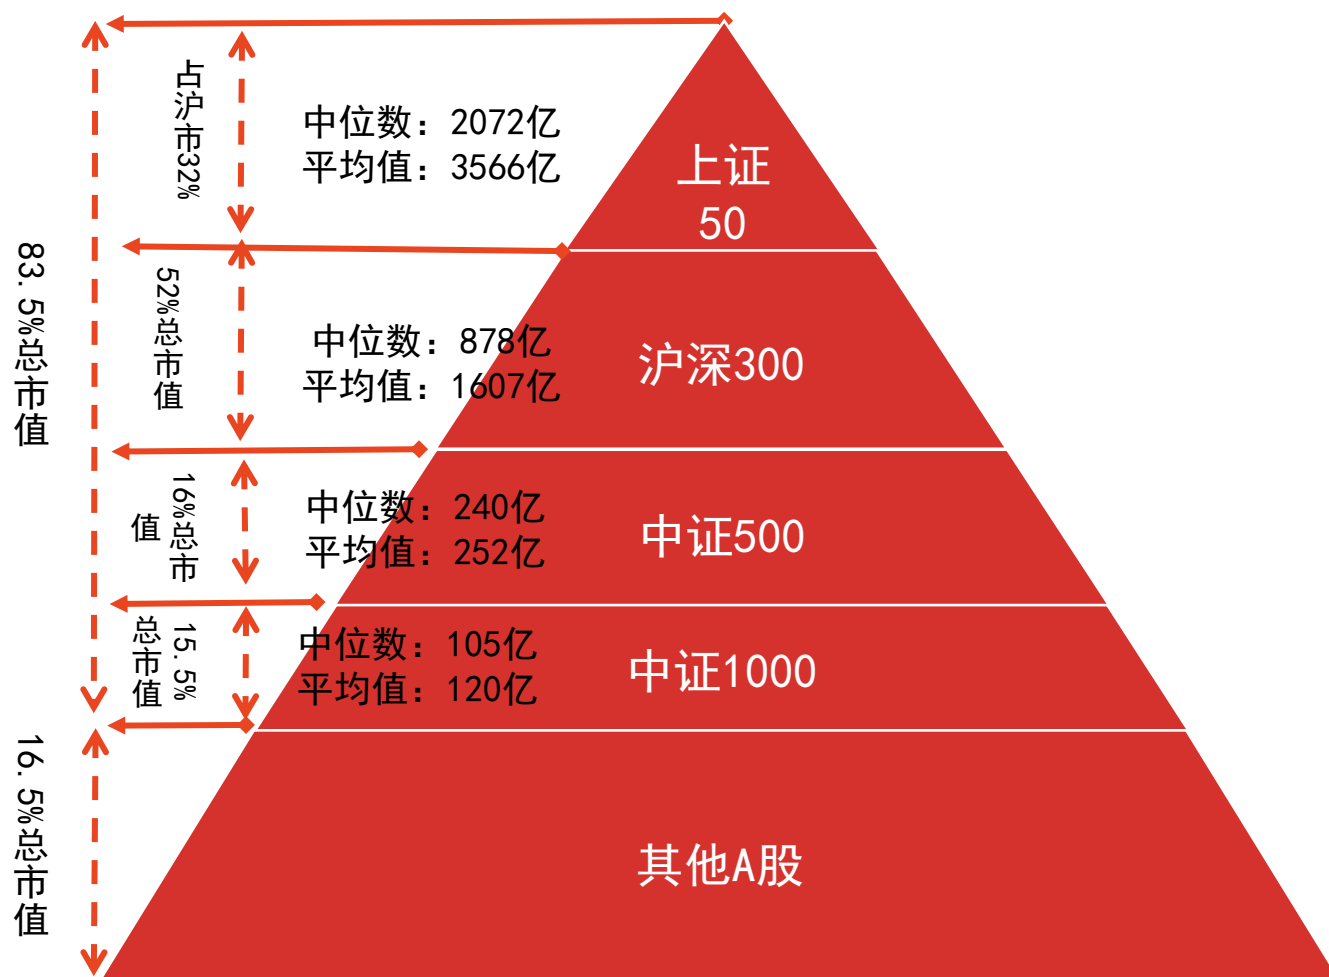 占沪市32%
中位数：2072亿
平均值：3566亿
上证
50
83.5%总市值
52%总市值
中位数：878亿
平均值：1607亿
沪深300
16%总市
值
中位数：240亿
平均值：252亿
中证500
15.5%
总市值
中位数：105亿
平均值：120亿
中证1000
16.5%总市值
其他A股